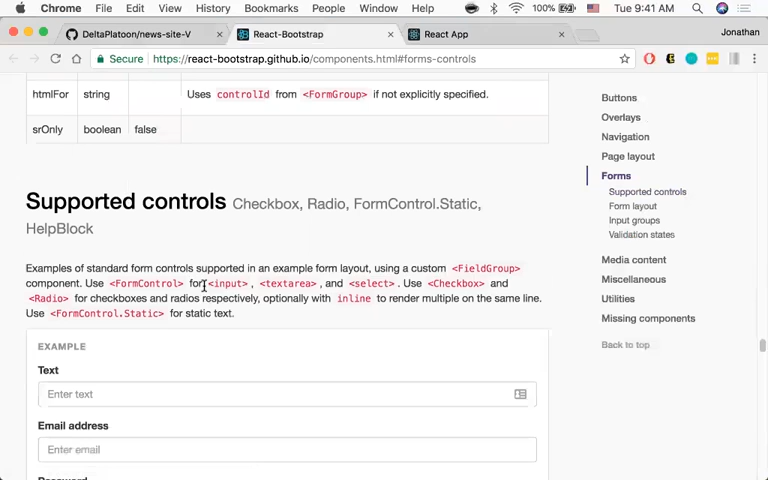 Chrome File Edit View History Bookmarks People Window Help 100% Tue 9:41 AM
DeltaPlatoon/news-site-V × React-Bootstrap × React App × Jonathan
Secure https://react-bootstrap.github.io/components.html#forms-controls
htmlFor string Uses controlId from <FormGroup> if not explicitly specified.
srOnly boolean false
Supported controls Checkbox, Radio, FormControl.Static,
HelpBlock
Examples of standard form controls supported in an example form layout, using a custom <FieldGroup>
component. Use <FormControl> for <input>, <textarea>, and <select>. Use <Checkbox> and
<Radio> for checkboxes and radios respectively, optionally with inline to render multiple on the same line.
Use <FormControl.Static> for static text.
EXAMPLE
Text
Enter text
Email address
Enter email
Password
Buttons
Overlays
Navigation
Page layout
Forms
Supported controls
Form layout
Input groups
Validation states
Media content
Miscellaneous
Utilities
Missing components
Back to top